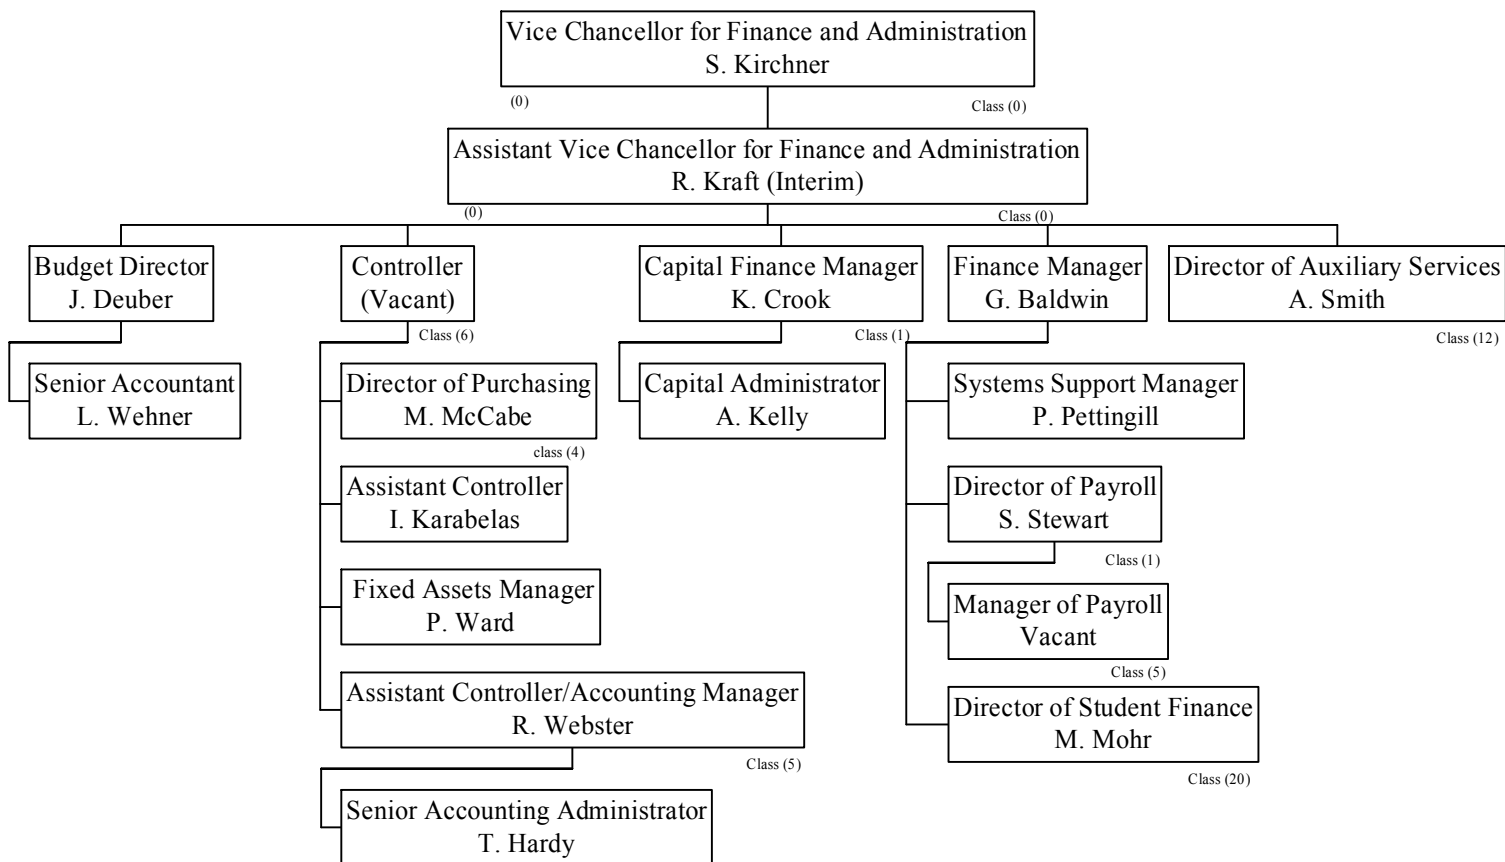 Vice Chancellor for Finance and Administration
S. Kirchner
(0)
Class (0)
Assistant Vice Chancellor for Finance and Administration
R. Kraft (Interim)
(0)
Class (0)
Budget Director
J. Deuber
Controller
(Vacant)
Class (6)
Capital Finance Manager
K. Crook
Class (1)
Finance Manager
G. Baldwin
Director of Auxiliary Services
A. Smith
Class (12)
Senior Accountant
L. Wehner
Director of Purchasing
M. McCabe
class (4)
Capital Administrator
A. Kelly
Systems Support Manager
P. Pettingill
Assistant Controller
I. Karabelas
Director of Payroll
S. Stewart
Class (1)
Fixed Assets Manager
P. Ward
Manager of Payroll
Vacant
Class (5)
Assistant Controller/Accounting Manager
R. Webster
Class (5)
Director of Student Finance
M. Mohr
Class (20)
Senior Accounting Administrator
T. Hardy